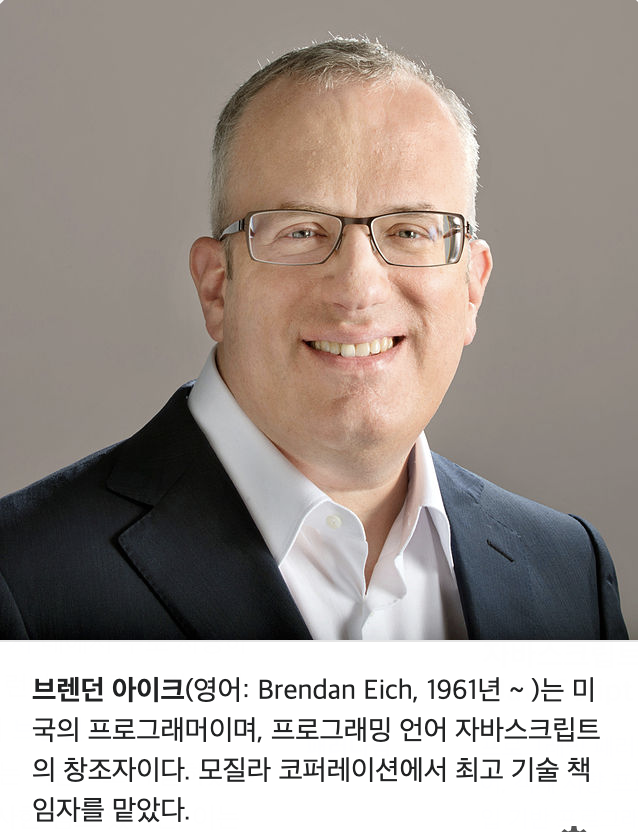 브렌던 아이크(영어: Brendan Eich, 1961년 ~ )는 미
국의 프로그래머이며, 프로그래밍 언어 자바스크립트
의 창조자이다. 모질라 코퍼레이션에서 최고 기술 책
임자를 맡았다.